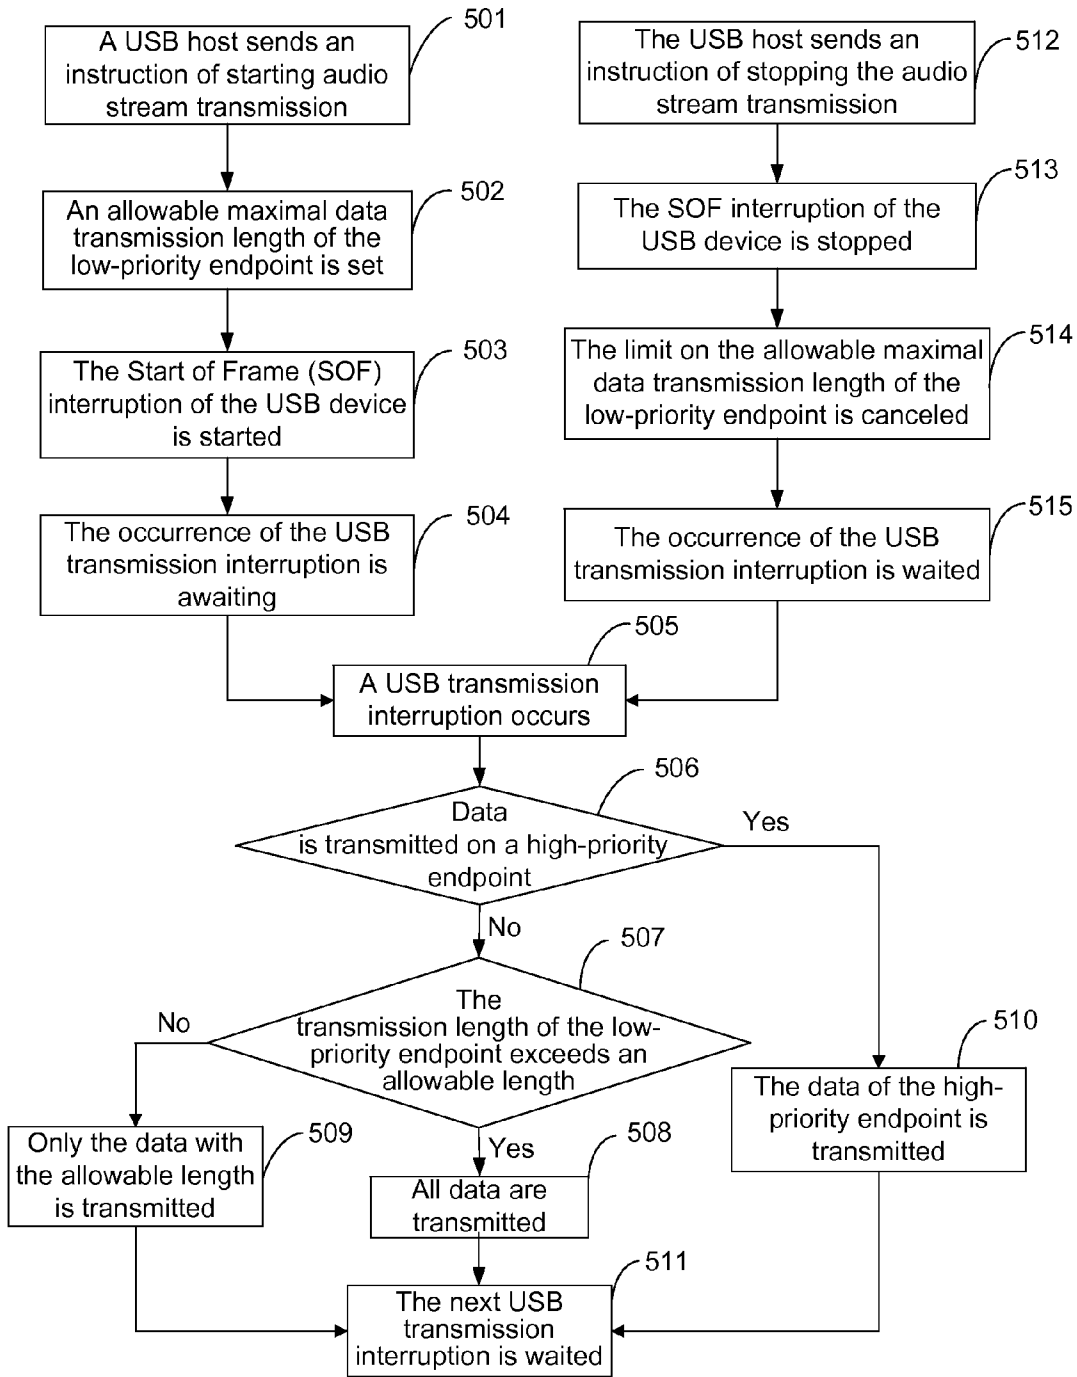 A USB host sends an
instruction of starting audio
stream transmission
501
An allowable maximal data
transmission length of the
low-priority endpoint is set
502
The Start of Frame (SOF)
interruption of the USB device
is started
503
The occurrence of the USB
transmission interruption is
awaiting
504
The USB host sends an
instruction of stopping the audio
stream transmission
512
The SOF interruption of the
USB device is stopped
513
The limit on the allowable maximal
data transmission length of the
low-priority endpoint is canceled
514
The occurrence of the USB
transmission interruption is waited
515
A USB transmission
interruption occurs
505
Data
is transmitted on a high-priority
endpoint
506
Yes
No
The
transmission length of the low-
priority endpoint exceeds an
allowable length
507
No
Yes
Only the data with
the allowable length
is transmitted
509
All data are
transmitted
508
The data of the high-
priority endpoint is
transmitted
510
The next USB
transmission
interruption is waited
511